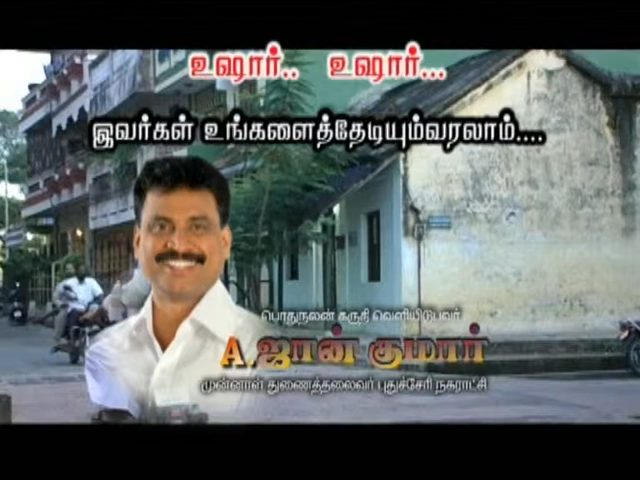 உஷார்.. உஷார்...
இவர்கள் உங்களைத்தேடியும்வரலாம்....
பொதுநலன் கருதி வெளியிடுபவர்
A.ஜான் குமார்
முன்னாள் துணைத்தலைவர் புதுச்சேரி நகராட்சி